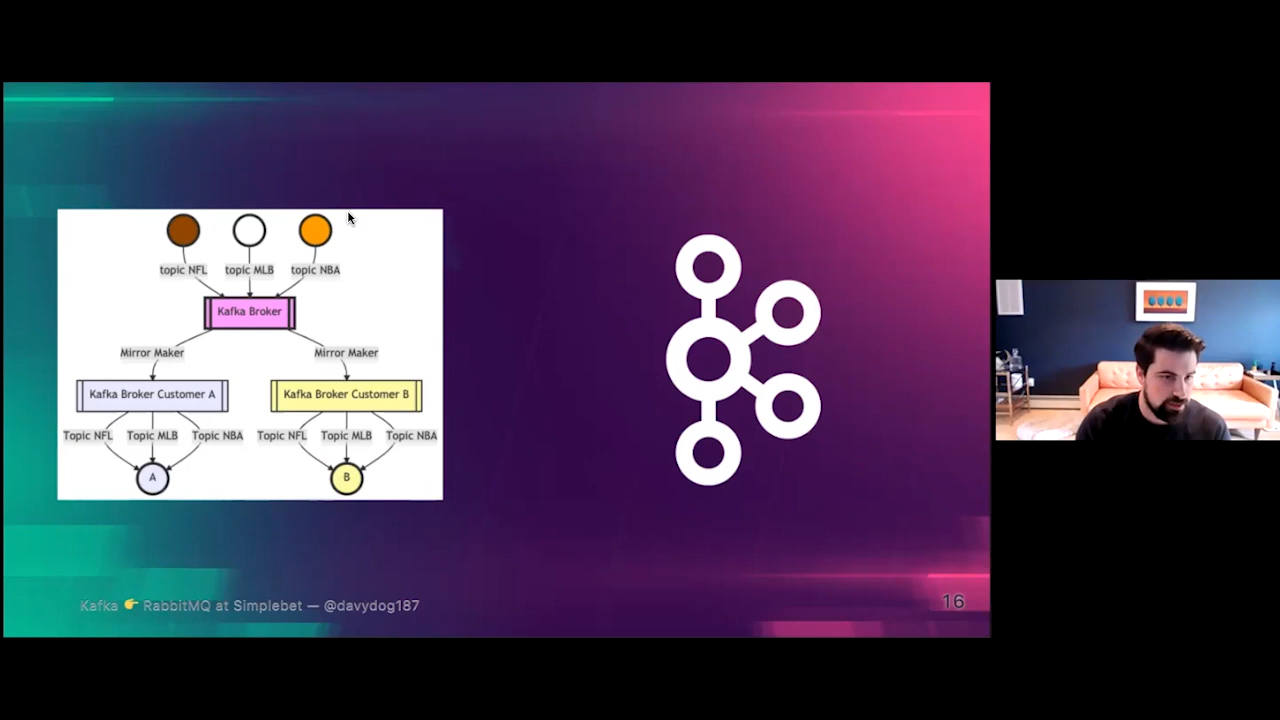 topic NFL topic MLB topic NBA
Kafka Broker
Mirror Maker Mirror Maker
Kafka Broker Customer A Kafka Broker Customer B
Topic NFL Topic MLB Topic NBA Topic NFL Topic MLB Topic NBA
A B
Kafka 👉 RabbitMQ at Simplebet — @davydog187
16